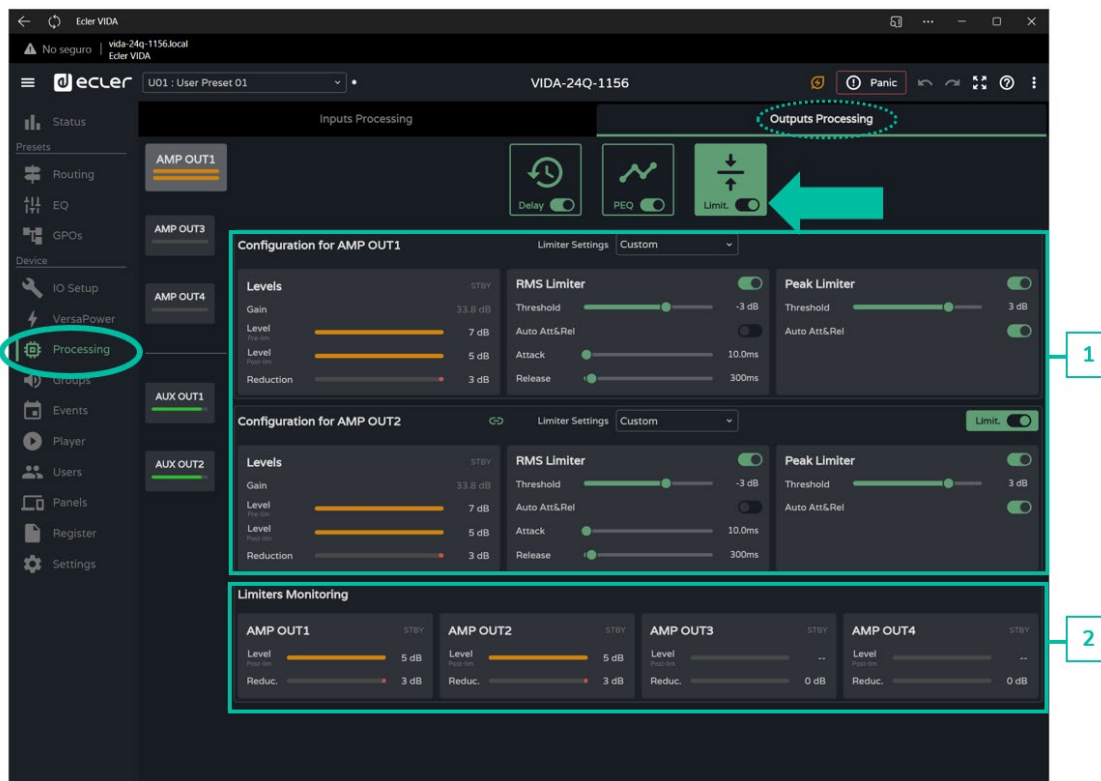 Ecler VIDA
No seguro
vida-24q-1156.local
Ecler VIDA
ecler
U01 : User Preset 01
VIDA-24Q-1156
Panic
Status
Presets
Routing
EQ
GPOs
Device
IO Setup
VersaPower
Processing
Groups
Events
Player
Users
Panels
Register
Settings
Inputs Processing
Outputs Processing
AMP OUT1
AMP OUT3
AMP OUT4
AUX OUT1
AUX OUT2
Delay
PEQ
Limit.
Configuration for AMP OUT1
Limiter Settings Custom
Levels STBY
Gain 33.8 dB
Level 7 dB
Pre-lim
Level 5 dB
Post-lim
Reduction 3 dB
RMS Limiter
Threshold -3 dB
Auto Att&Rel
Attack 10.0ms
Release 300ms
Peak Limiter
Threshold 3 dB
Auto Att&Rel
1
Configuration for AMP OUT2
Limiter Settings Custom
Limit.
Levels STBY
Gain 33.8 dB
Level 7 dB
Pre-lim
Level 5 dB
Post-lim
Reduction 3 dB
RMS Limiter
Threshold -3 dB
Auto Att&Rel
Attack 10.0ms
Release 300ms
Peak Limiter
Threshold 3 dB
Auto Att&Rel
Limiters Monitoring
AMP OUT1 STBY
Level 5 dB
Post-lim
Reduc. 3 dB
AMP OUT2 STBY
Level 5 dB
Post-lim
Reduc. 3 dB
AMP OUT3 STBY
Level --
Post-lim
Reduc. 0 dB
AMP OUT4 STBY
Level --
Post-lim
Reduc. 0 dB
2